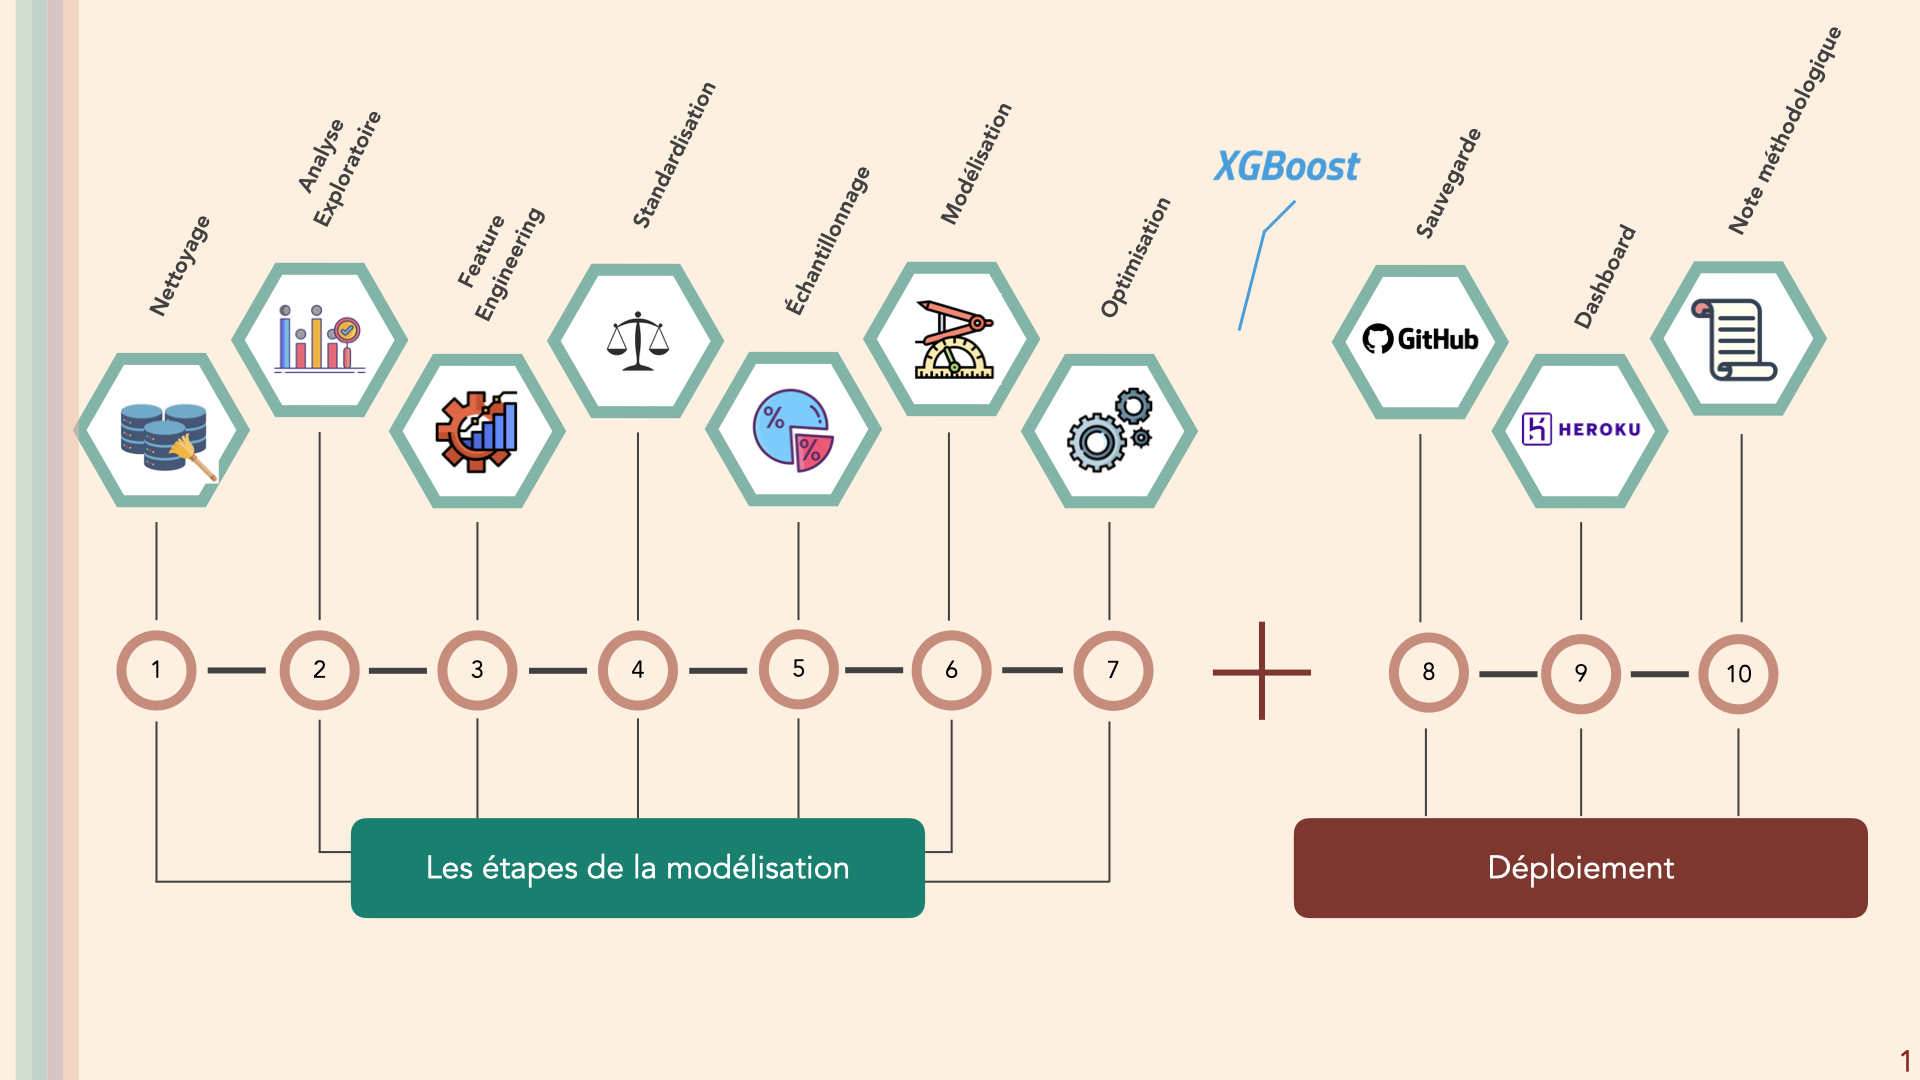 Nettoyage
Analyse
Exploratoire
Feature
Engineering
Standardisation
Échantillonnage
Modélisation
Optimisation
XGBoost
Sauvegarde
Dashboard
Note méthodologique
%
%
GitHub
HEROKU
1
2
3
4
5
6
7
8
9
10
Les étapes de la modélisation
Déploiement
1